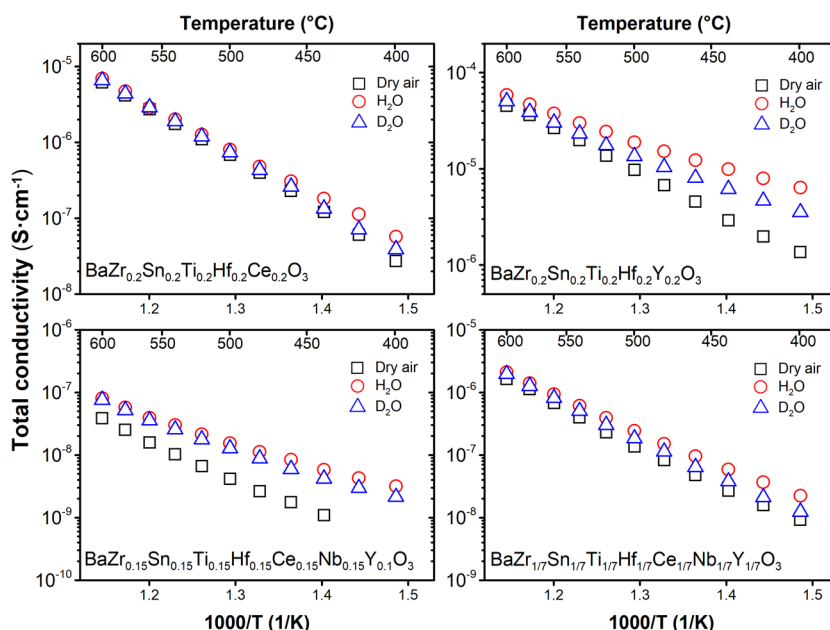 Temperature (°C)
Temperature (°C)
600 550 500 450 400
600 550 500 450 400
10⁻⁵
10⁻⁶
10⁻⁷
10⁻⁸
Dry air
H₂O
D₂O
BaZr₀.₂Sn₀.₂Ti₀.₂Hf₀.₂Ce₀.₂O₃
1.2 1.3 1.4 1.5
10⁻⁴
10⁻⁵
10⁻⁶
Dry air
H₂O
D₂O
BaZr₀.₂Sn₀.₂Ti₀.₂Hf₀.₂Y₀.₂O₃
1.2 1.3 1.4 1.5
Total conductivity (S·cm⁻¹)
600 550 500 450 400
10⁻⁶
10⁻⁷
10⁻⁸
10⁻⁹
10⁻¹⁰
Dry air
H₂O
D₂O
BaZr₀.₁₅Sn₀.₁₅Ti₀.₁₅Hf₀.₁₅Ce₀.₁₅Nb₀.₁₅Y₀.₁O₃
1.2 1.3 1.4 1.5
1000/T (1/K)
600 550 500 450 400
10⁻⁵
10⁻⁶
10⁻⁷
10⁻⁸
10⁻⁹
Dry air
H₂O
D₂O
BaZr₁/₇Sn₁/₇Ti₁/₇Hf₁/₇Ce₁/₇Nb₁/₇Y₁/₇O₃
1.2 1.3 1.4 1.5
1000/T (1/K)